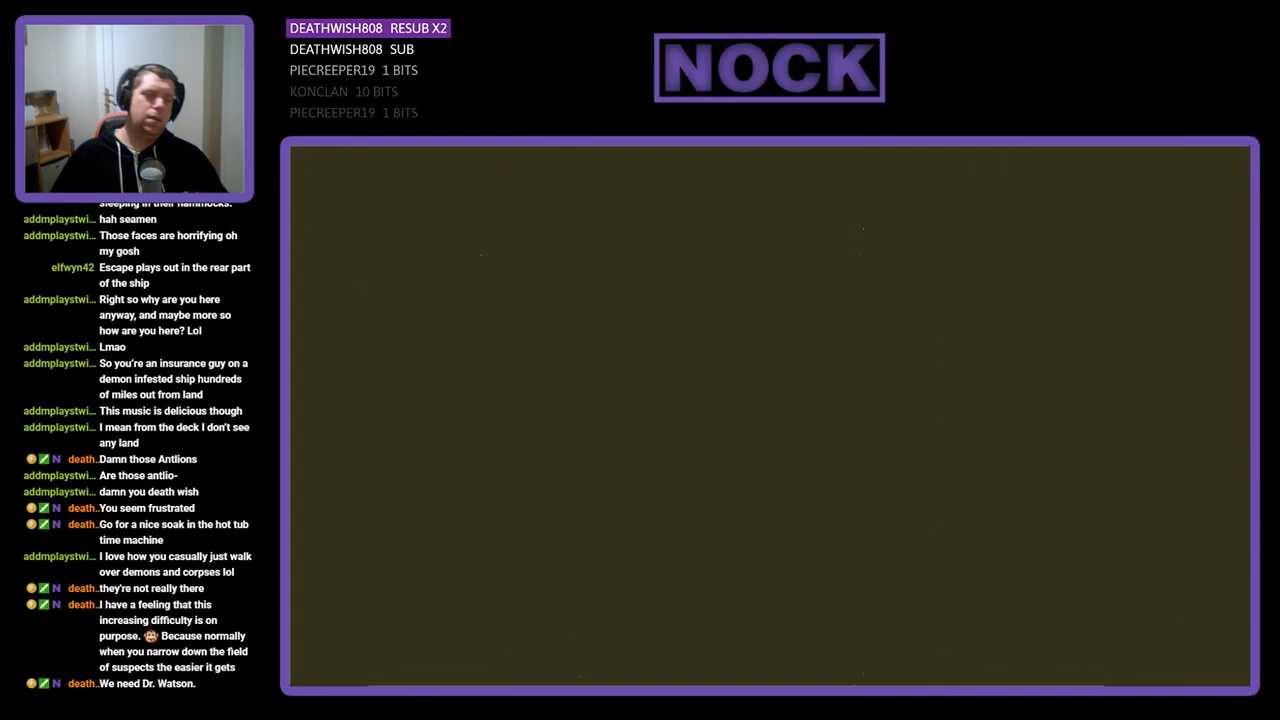 DEATHWISH808 RESUB X2
DEATHWISH808 SUB
PIECREEPER19 1 BITS
KONCLAN 10 BITS
PIECREEPER19 1 BITS
NOCK
sleeping in their hammocks.
addmplaystwi... hah seamen
addmplaystwi... Those faces are horrifying oh
my gosh
elfwyn42 Escape plays out in the rear part
of the ship
addmplaystwi... Right so why are you here
anyway, and maybe more so
how are you here? Lol
addmplaystwi... Lmao
addmplaystwi... So you're an insurance guy on a
demon infested ship hundreds
of miles out from land
addmplaystwi... This music is delicious though
addmplaystwi... I mean from the deck I don't see
any land
N death... Damn those Antlions
addmplaystwi... Are those antlio-
addmplaystwi... damn you death wish
N death... You seem frustrated
N death... Go for a nice soak in the hot tub
time machine
addmplaystwi... I love how you casually just walk
over demons and corpses lol
N death... they're not really there
N death... I have a feeling that this
increasing difficulty is on
purpose. 🙊 Because normally
when you narrow down the field
of suspects the easier it gets
N death... We need Dr. Watson.